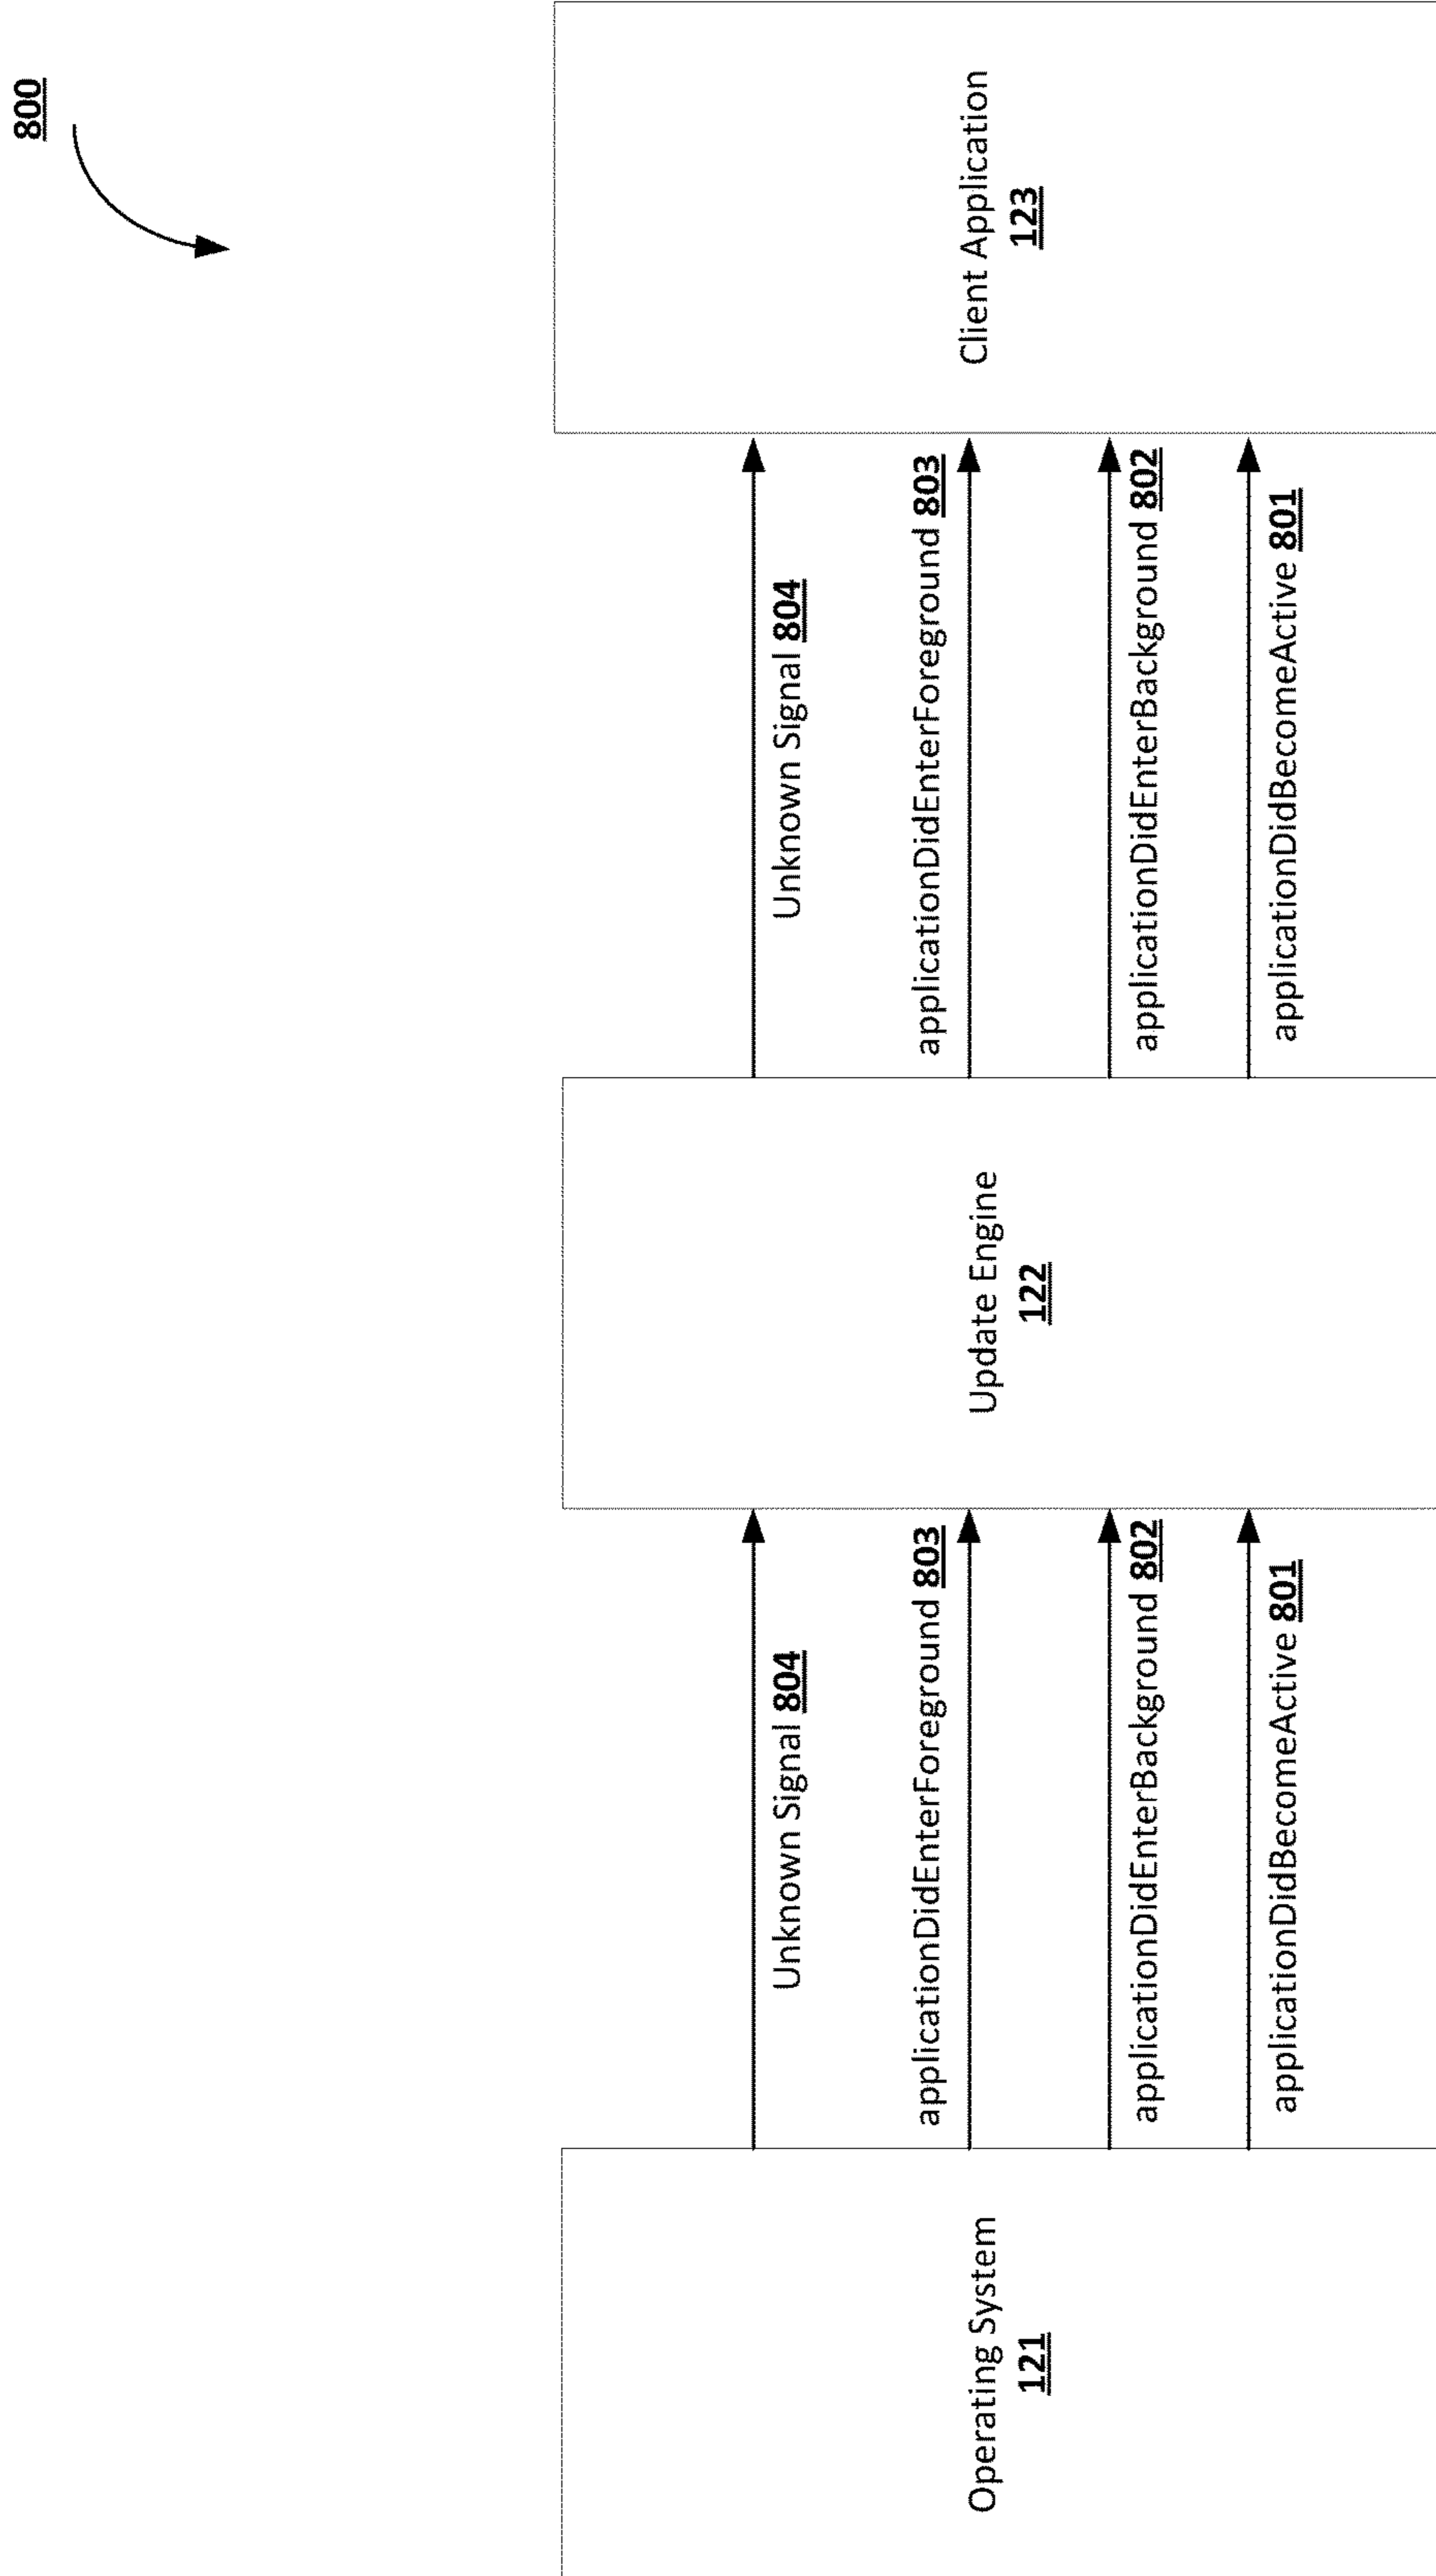 800
Operating System
121
Unknown Signal 804
applicationDidEnterForeground 803
applicationDidEnterBackground 802
applicationDidBecomeActive 801
Update Engine
122
Unknown Signal 804
applicationDidEnterForeground 803
applicationDidEnterBackground 802
applicationDidBecomeActive 801
Client Application
123